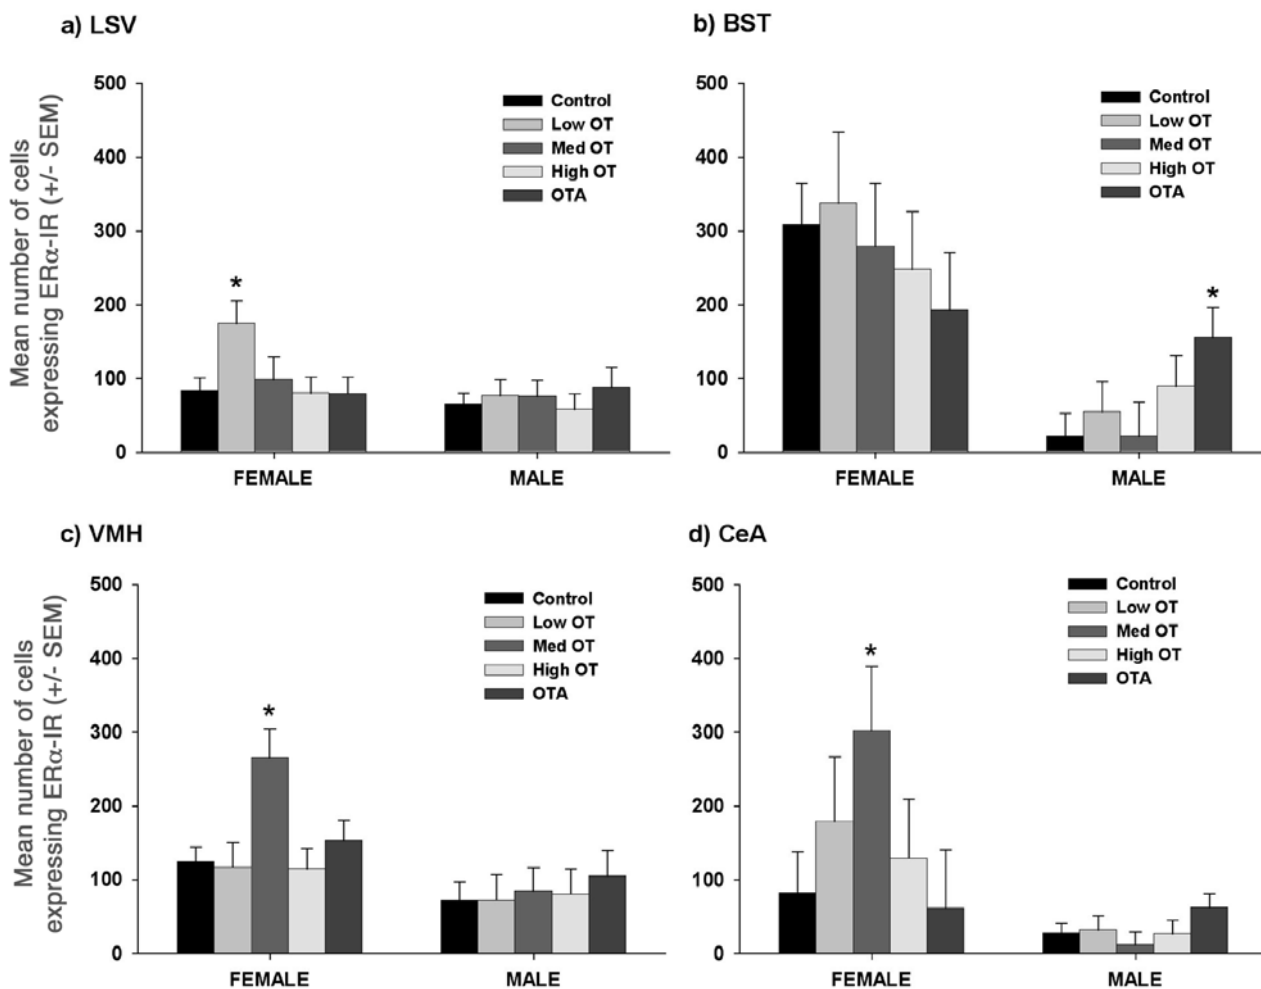 a) LSV
Mean number of cells
expressing ERα-IR (+/- SEM)
500
400
300
200
100
0
Control
Low OT
Med OT
High OT
OTA
*
FEMALE
MALE
b) BST
500
400
300
200
100
0
Control
Low OT
Med OT
High OT
OTA
*
FEMALE
MALE
c) VMH
Mean number of cells
expressing ERα-IR (+/- SEM)
500
400
300
200
100
0
Control
Low OT
Med OT
High OT
OTA
*
FEMALE
MALE
d) CeA
500
400
300
200
100
0
Control
Low OT
Med OT
High OT
OTA
*
FEMALE
MALE